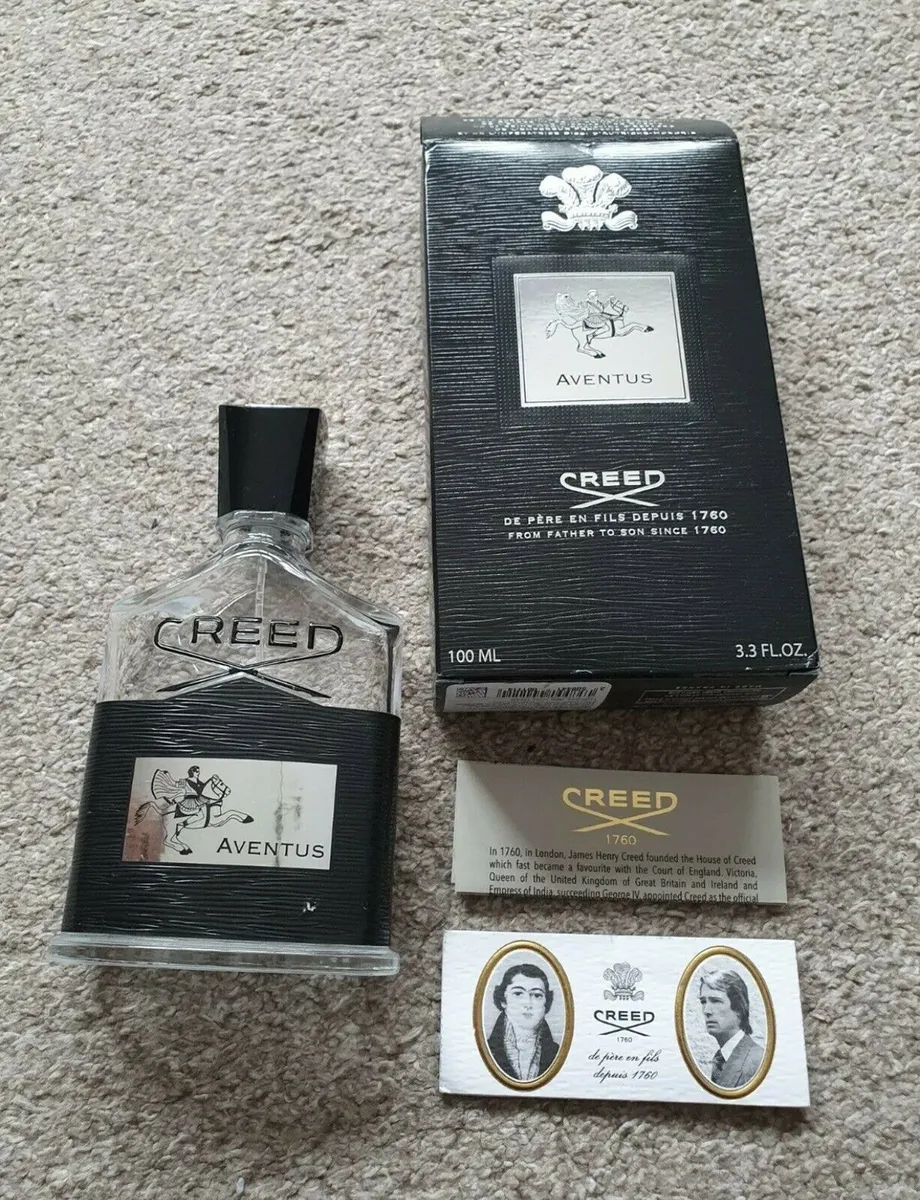 AVENTUS
CREED
DE PÈRE EN FILS DEPUIS 1760
FROM FATHER TO SON SINCE 1760
100 ML
3.3 FL.OZ.
CREED
AVENTUS
CREED
1760
In 1760, in London, James Henry Creed founded the House of Creed
which fast became a favourite with the Court of England. Victoria,
Queen of the United Kingdom of Great Britain and Ireland and
Empress of India, succeeding George IV, appointed Creed as the official
CREED
1760
de père en fils
depuis 1760